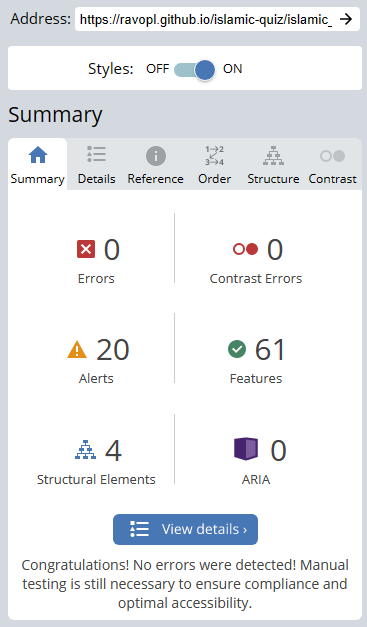 Address: https://ravopl.github.io/islamic-quiz/islamic_
Styles: OFF ON
Summary
Summary Details Reference Order Structure Contrast
0 0
Errors Contrast Errors
20 61
Alerts Features
4 0
Structural Elements ARIA
View details ›
Congratulations! No errors were detected! Manual
testing is still necessary to ensure compliance and
optimal accessibility.